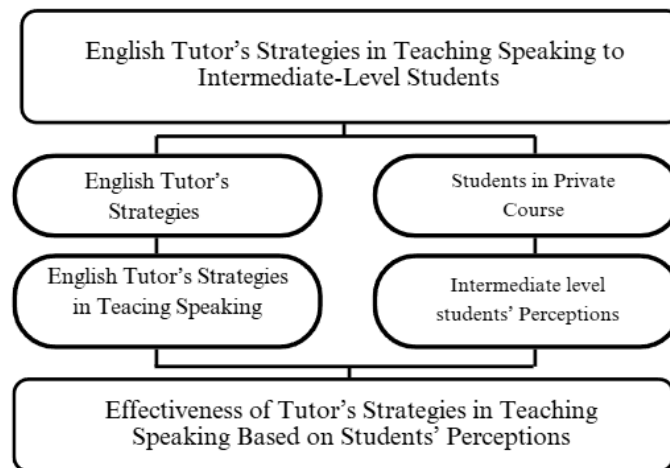 English Tutor's Strategies in Teaching Speaking to
Intermediate-Level Students
English Tutor's
Strategies
Students in Private
Course
English Tutor's Strategies
in Teacing Speaking
Intermediate level
students' Perceptions
Effectiveness of Tutor's Strategies in Teaching
Speaking Based on Students' Perceptions